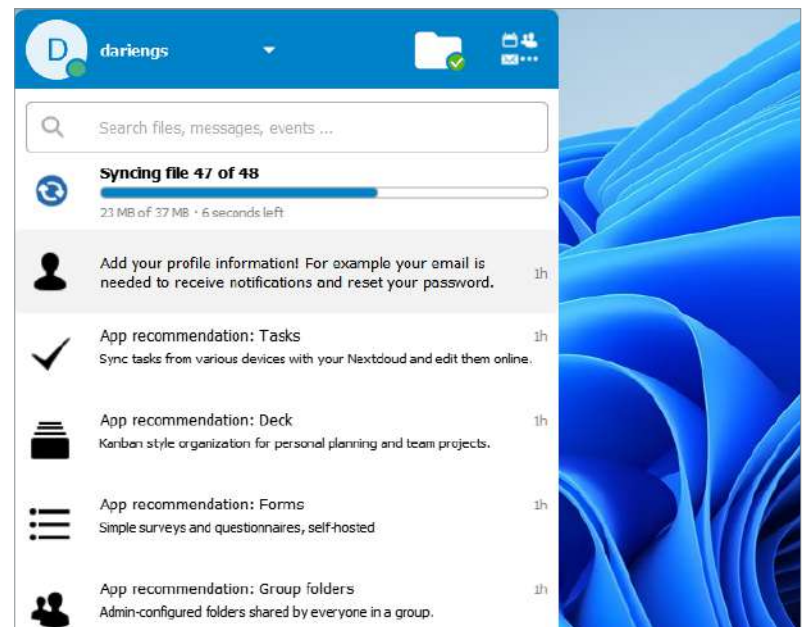 D
dariengs
Search files, messages, events ...
Syncing file 47 of 48
23 MB of 37 MB • 6 seconds left
Add your profile information! For example your email is
needed to receive notifications and reset your password.
1h
App recommendation: Tasks
1h
Sync tasks from various devices with your Nextcloud and edit them online.
App recommendation: Deck
1h
Kanban style organization for personal planning and team projects.
App recommendation: Forms
1h
Simple surveys and questionnaires, self-hosted
App recommendation: Group folders
1h
Admin-configured folders shared by everyone in a group.